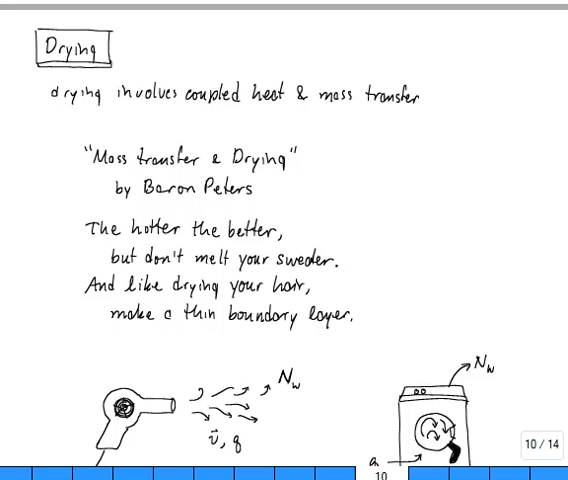 Drying
drying involves coupled heat & mass transfer
"Mass transfer & Drying"
by Baron Peters
The hotter the better,
but don't melt your sweder.
And like drying your hair,
make a thin boundary layer.
N_w
N_w
v⃗, q
a
10
10 / 14